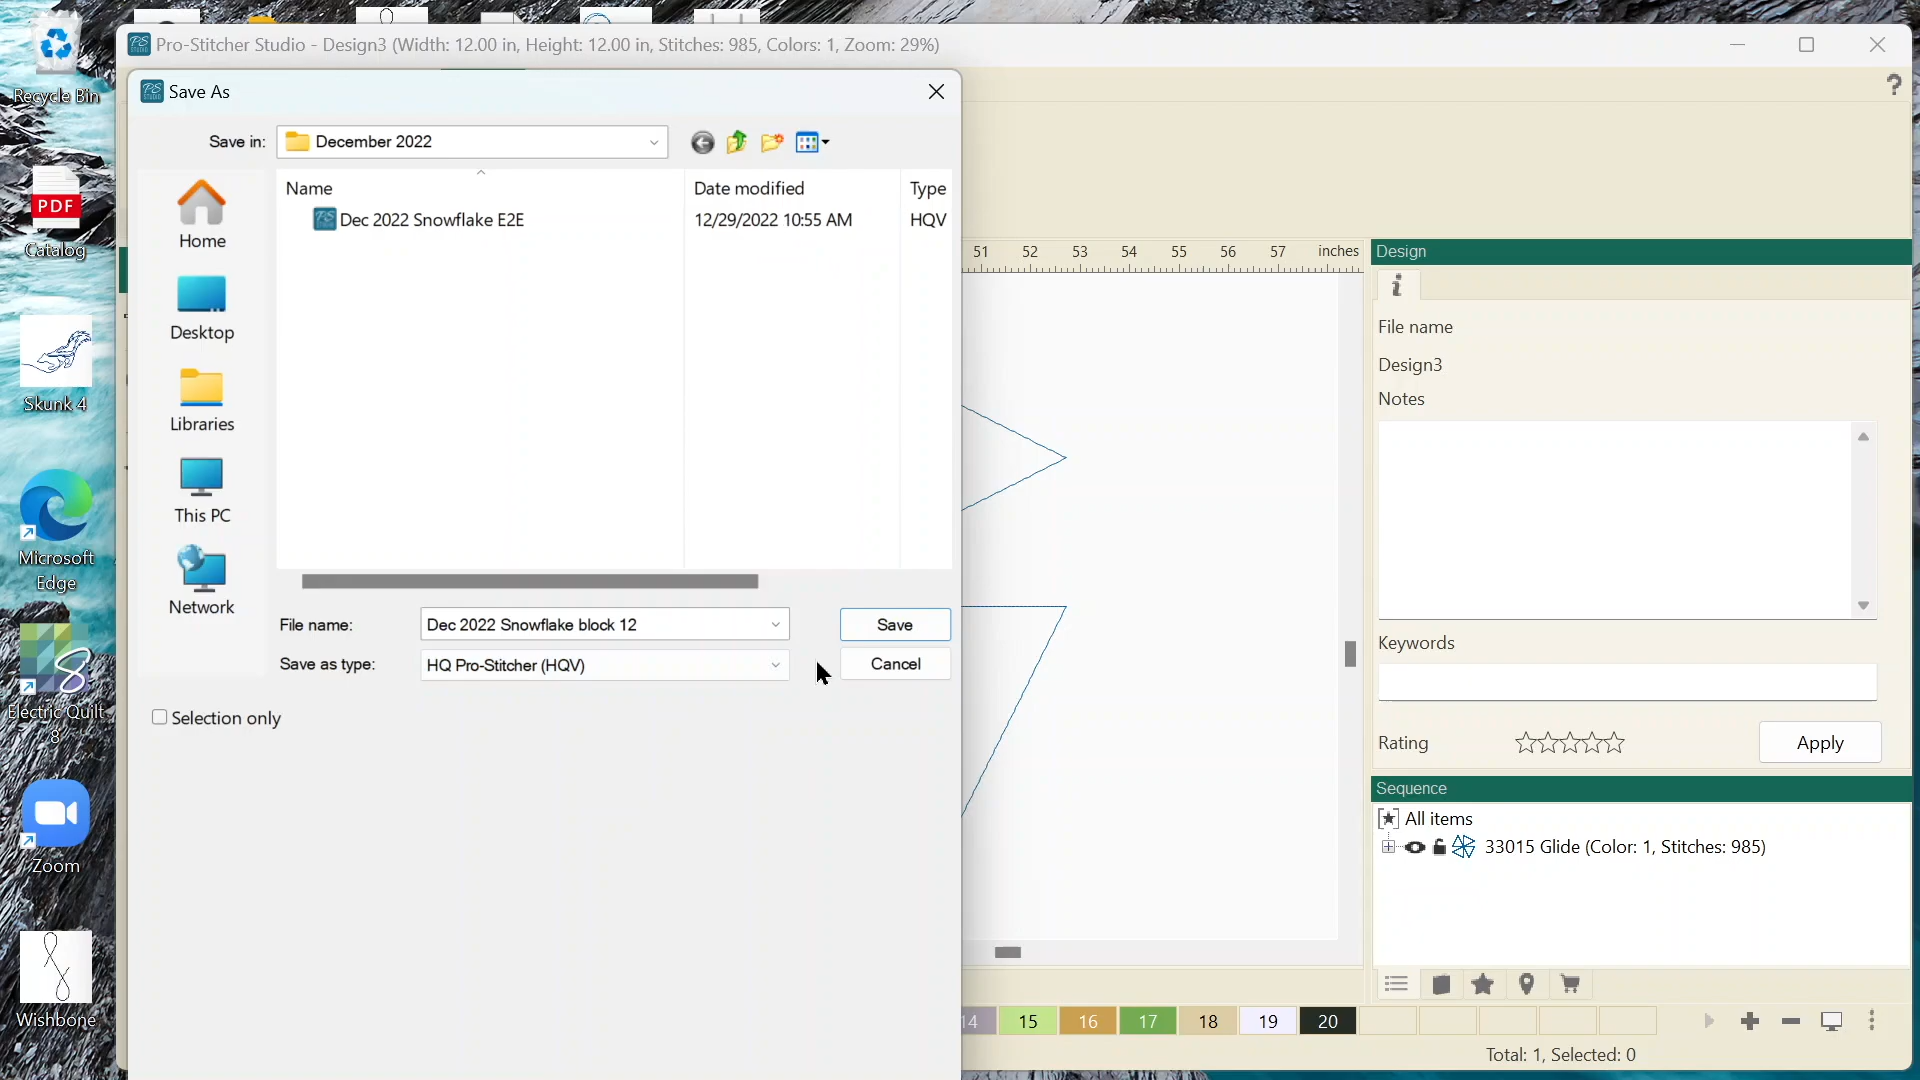 Pro-Stitcher Studio - Design3 (Width: 12.00 in, Height: 12.00 in, Stitches: 985, Colors: 1, Zoom: 29%)
Save As
Save in:
December 2022
Name
Date modified
Type
Dec 2022 Snowflake E2E
12/29/2022 10:55 AM
HQV
Home
Desktop
Libraries
This PC
Network
File name:
Dec 2022 Snowflake block 12
Save
Save as type:
HQ Pro-Stitcher (HQV)
Cancel
Selection only
Recycle Bin
PDF
Catalog
Skunk 4
Microsoft
Edge
Electric Quilt
8
Zoom
Wishbone
?
51 52 53 54 55 56 57 inches
Design
File name
Design3
Notes
Keywords
Rating
Apply
Sequence
All items
33015 Glide (Color: 1, Stitches: 985)
14 15 16 17 18 19 20
Total: 1, Selected: 0